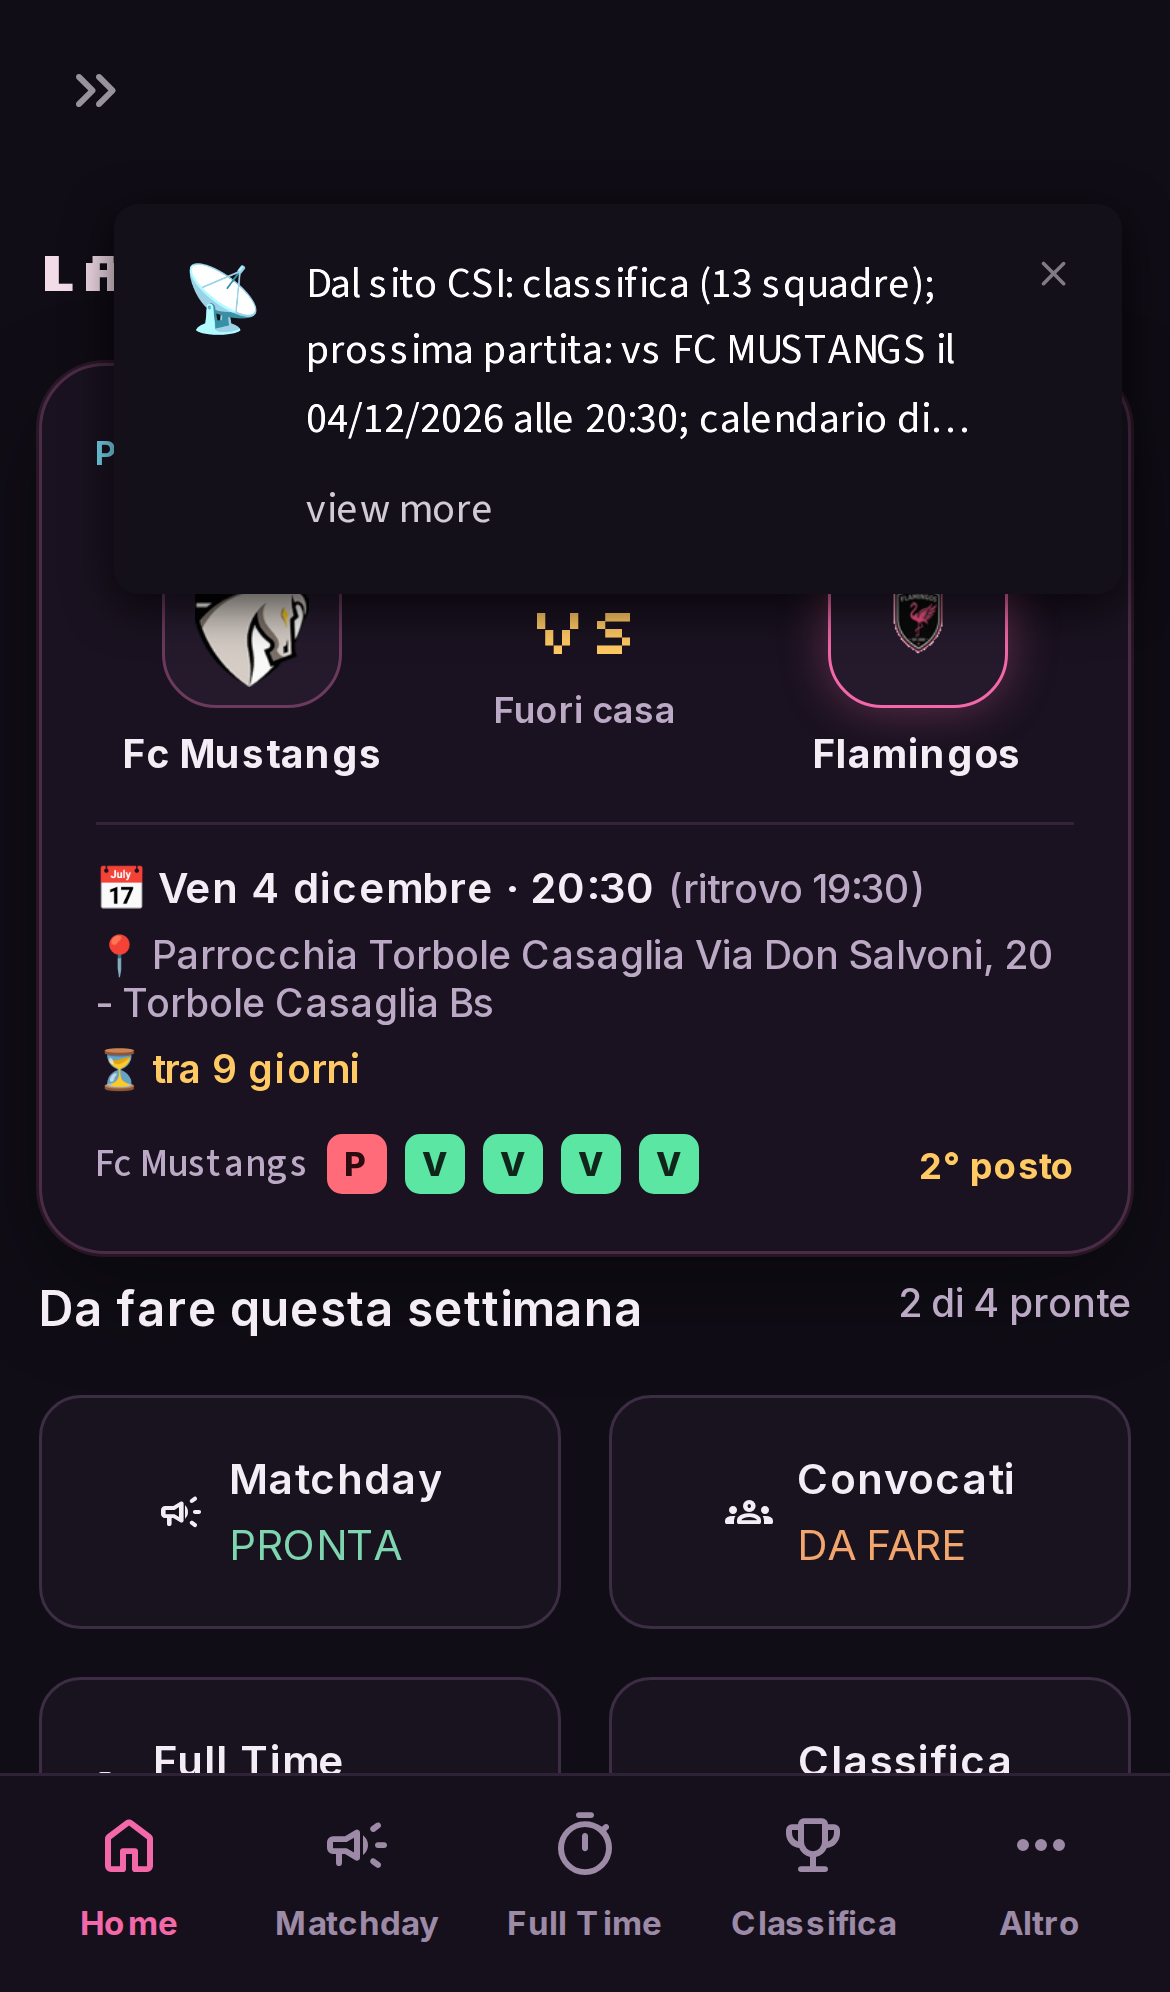 LA
Dal sito CSI: classifica (13 squadre);
prossima partita: vs FC MUSTANGS il
04/12/2026 alle 20:30; calendario di…
view more
P
FLAMINGOS
VS
Fuori casa
Fc Mustangs
Flamingos
July
17
Ven 4 dicembre · 20:30 (ritrovo 19:30)
Parrocchia Torbole Casaglia Via Don Salvoni, 20
- Torbole Casaglia Bs
tra 9 giorni
Fc Mustangs P V V V V 2° posto
Da fare questa settimana 2 di 4 pronte
Matchday
PRONTA
Convocati
DA FARE
Full Time
Classifica
Home Matchday Full Time Classifica Altro